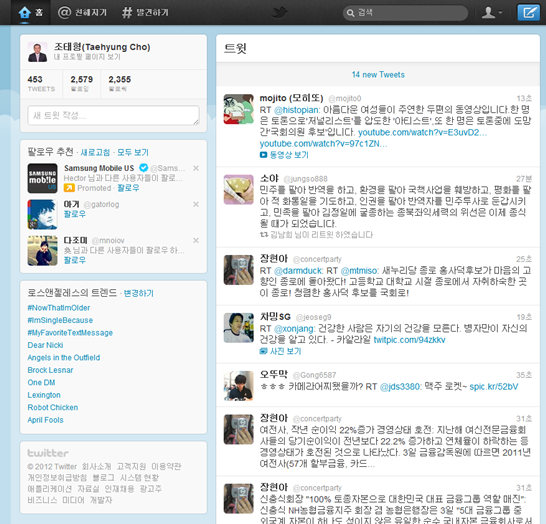 홈 @ 친해지기 # 발견하기 검색
조태형(Taehyung Cho)
내 프로필 페이지 보기
453 2,579 2,355
TWEETS 팔로잉 팔로워
새 트윗 작성...
팔로우 추천 · 새로고침 · 모두 보기
Samsung Mobile US @Sams...
Hector 님과 다른 사용자들이 팔로...
Promoted · 팔로우
아거 @gatorlog
팔로우
다조미 @mnoiov
님과 다른 사용자들이 팔로우 하...
팔로우
로스앤젤레스의 트렌드 · 변경하기
#NowThatImOlder
#ImSingleBecause
#MyFavoriteTextMessage
Dear Nicki
Angels in the Outfield
Brock Lesnar
One DM
Lexington
Robot Chicken
April Fools
twitter
© 2012 Twitter 회사소개 고객지원 이용약관
개인정보취급방침 블로그 시스템 현황
애플리케이션 자료실 인재채용 광고주
비즈니스 미디어 개발자
트윗
14 new Tweets
mojito (모히또) @mojito0 13초
RT @histopian: 아름다운 여성들이 주연한 두편의 동영상입니다.한 명
은 토론으로'저널리스트'를 압도한 '아티스트'.또 한 명은 토론중에 도망
간'국회의원 후보'입니다. youtube.com/watch?v=E3uvD2...
youtube.com/watch?v=97c1ZN...
동영상 보기
소야 @jungso888 27분
민주를 팔아 반역을 하고, 환경을 팔아 국책사업을 훼방하고, 평화를 팔
아 적 화통일을 기도하고, 인권을 팔아 반역자를 민주투사로 둔갑시키
고, 민족을 팔아 김정일에 굴종하는 종북좌익세력의 위선은 이제 종식
될 때가 되었습니다.
김남희 님이 리트윗 하였습니다
장현아 @concertparty 25초
RT @darmduck: RT @mtmiso: 새누리당 종로 홍사덕후보가 마음의 고
향인 종로에 돌아왔다! 고등학교 대학교 시절 종로에서 자취하숙한 곳
이 종로! 청렴한 홍사덕 후보를 국회로!
차밍SG @jeoseg9 31초
RT @xonjang: 건강한 사람은 자기의 건강을 모른다. 병자만이 자신의
건강을 알고 있다. - 카알라일 twitpic.com/94zkkv
사진 보기
오뚜막 @Gong6587 35초
ㅎㅎㅎ 카메라어찌됐을까? RT @jds3380: 맥주 로켓~ spic.kr/52bV
장현아 @concertparty 31초
여전사, 작년 순이익 22%증가 경영상태 호전: 지난해 여신전문금융회
사들의 당기순이익이 전년보다 22.2% 증가하고 연체율이 하락하는 등
경영상태가 호전된 것으로 나타났다. 3일 금융감독원에 따르면 2011년
여전사(57개 할부금융, 카드...
장현아 @concertparty 31초
신충식회장 "100% 토종자본으로 대한민국 대표 금융그룹 역할 매진":
신충식 NH농협금융지주 회장 겸 농협은행장은 3일 "5대 금융그룹 중
외국계 자본이 하나도 섞이지 않은 유일한 순수 국내자본 금융회사로서